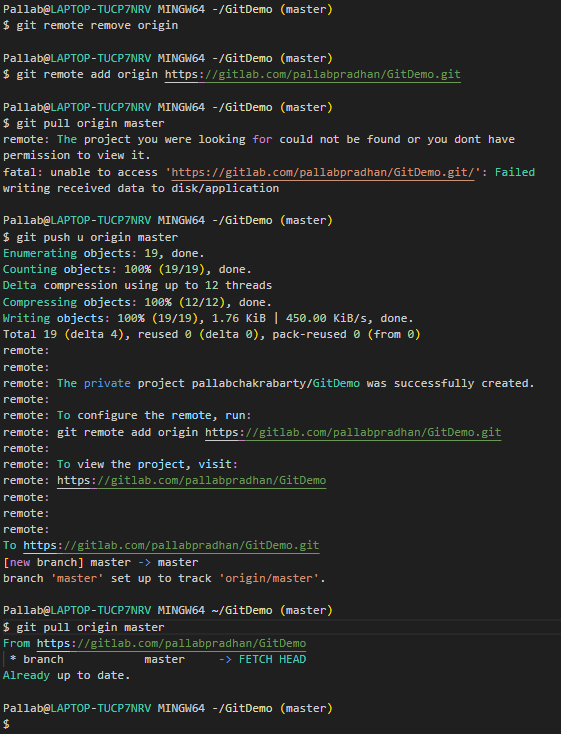 Pallab@LAPTOP-TUCP7NRV MINGW64 -/GitDemo (master)
$ git remote remove origin
Pallab@LAPTOP-TUCP7NRV MINGW64 -/GitDemo (master)
$ git remote add origin https://gitlab.com/pallabpradhan/GitDemo.git
Pallab@LAPTOP-TUCP7NRV MINGW64 -/GitDemo (master)
$ git pull origin master
remote: The project you were looking for could not be found or you dont have
permission to view it.
fatal: unable to access 'https://gitlab.com/pallabpradhan/GitDemo.git/': Failed
writing received data to disk/application
Pallab@LAPTOP-TUCP7NRV MINGW64 -/GitDemo (master)
$ git push u origin master
Enumerating objects: 19, done.
Counting objects: 100% (19/19), done.
Delta compression using up to 12 threads
Compressing objects: 100% (12/12), done.
Writing objects: 100% (19/19), 1.76 KiB | 450.00 KiB/s, done.
Total 19 (delta 4), reused 0 (delta 0), pack-reused 0 (from 0)
remote:
remote:
remote: The private project pallabchakrabarty/GitDemo was successfully created.
remote:
remote: To configure the remote, run:
remote: git remote add origin https://gitlab.com/pallabpradhan/GitDemo.git
remote:
remote: To view the project, visit:
remote: https://gitlab.com/pallabpradhan/GitDemo
remote:
remote:
remote:
To https://gitlab.com/pallabpradhan/GitDemo.git
[new branch] master -> master
branch 'master' set up to track 'origin/master'.
Pallab@LAPTOP-TUCP7NRV MINGW64 ~/GitDemo (master)
$ git pull origin master
From https://gitlab.com/pallabpradhan/GitDemo
* branch master -> FETCH HEAD
Already up to date.
Pallab@LAPTOP-TUCP7NRV MINGW64 -/GitDemo (master)
$